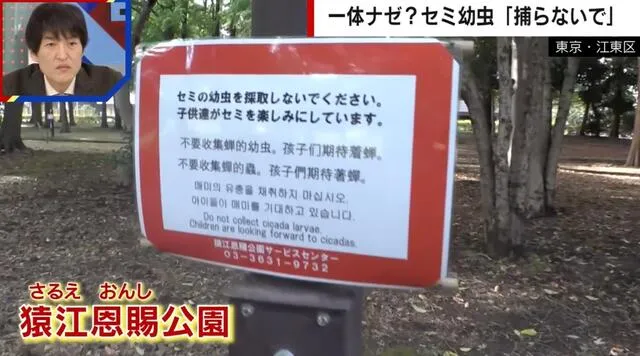 一体ナゼ？セミ幼虫「捕らないで」
東京・江東区
セミの幼虫を採取しないでください。
子供達がセミを楽しみにしています。
不要收集蝉的幼虫。孩子们期待着蝉。
不要收集蟬的蟲。孩子們期待著蟬。
매미의 유충을 채취하지 마십시오.
아이들이 매미를 기대하고 있습니다.
Do not collect cicada larvae.
Children are looking forward to cicadas.
猿江恩賜公園サービスセンター
03-3631-9732
さるえ おんし
猿江恩賜公園